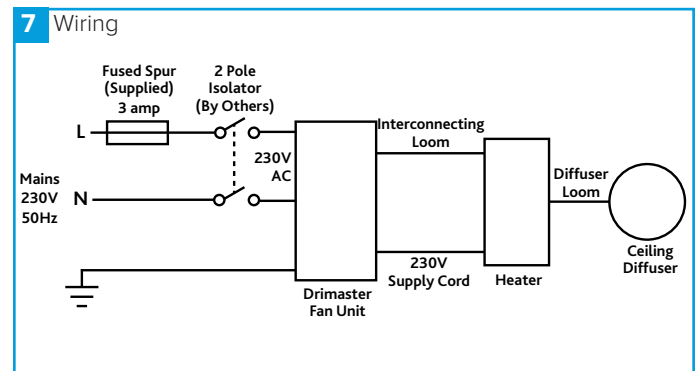 7 Wiring
Fused Spur
(Supplied)
3 amp
2 Pole
Isolator
(By Others)
L
230V
AC
Mains
230V
50Hz
N
Interconnecting
Loom
230V
Supply Cord
Drimaster
Fan Unit
Heater
Diffuser
Loom
Ceiling
Diffuser